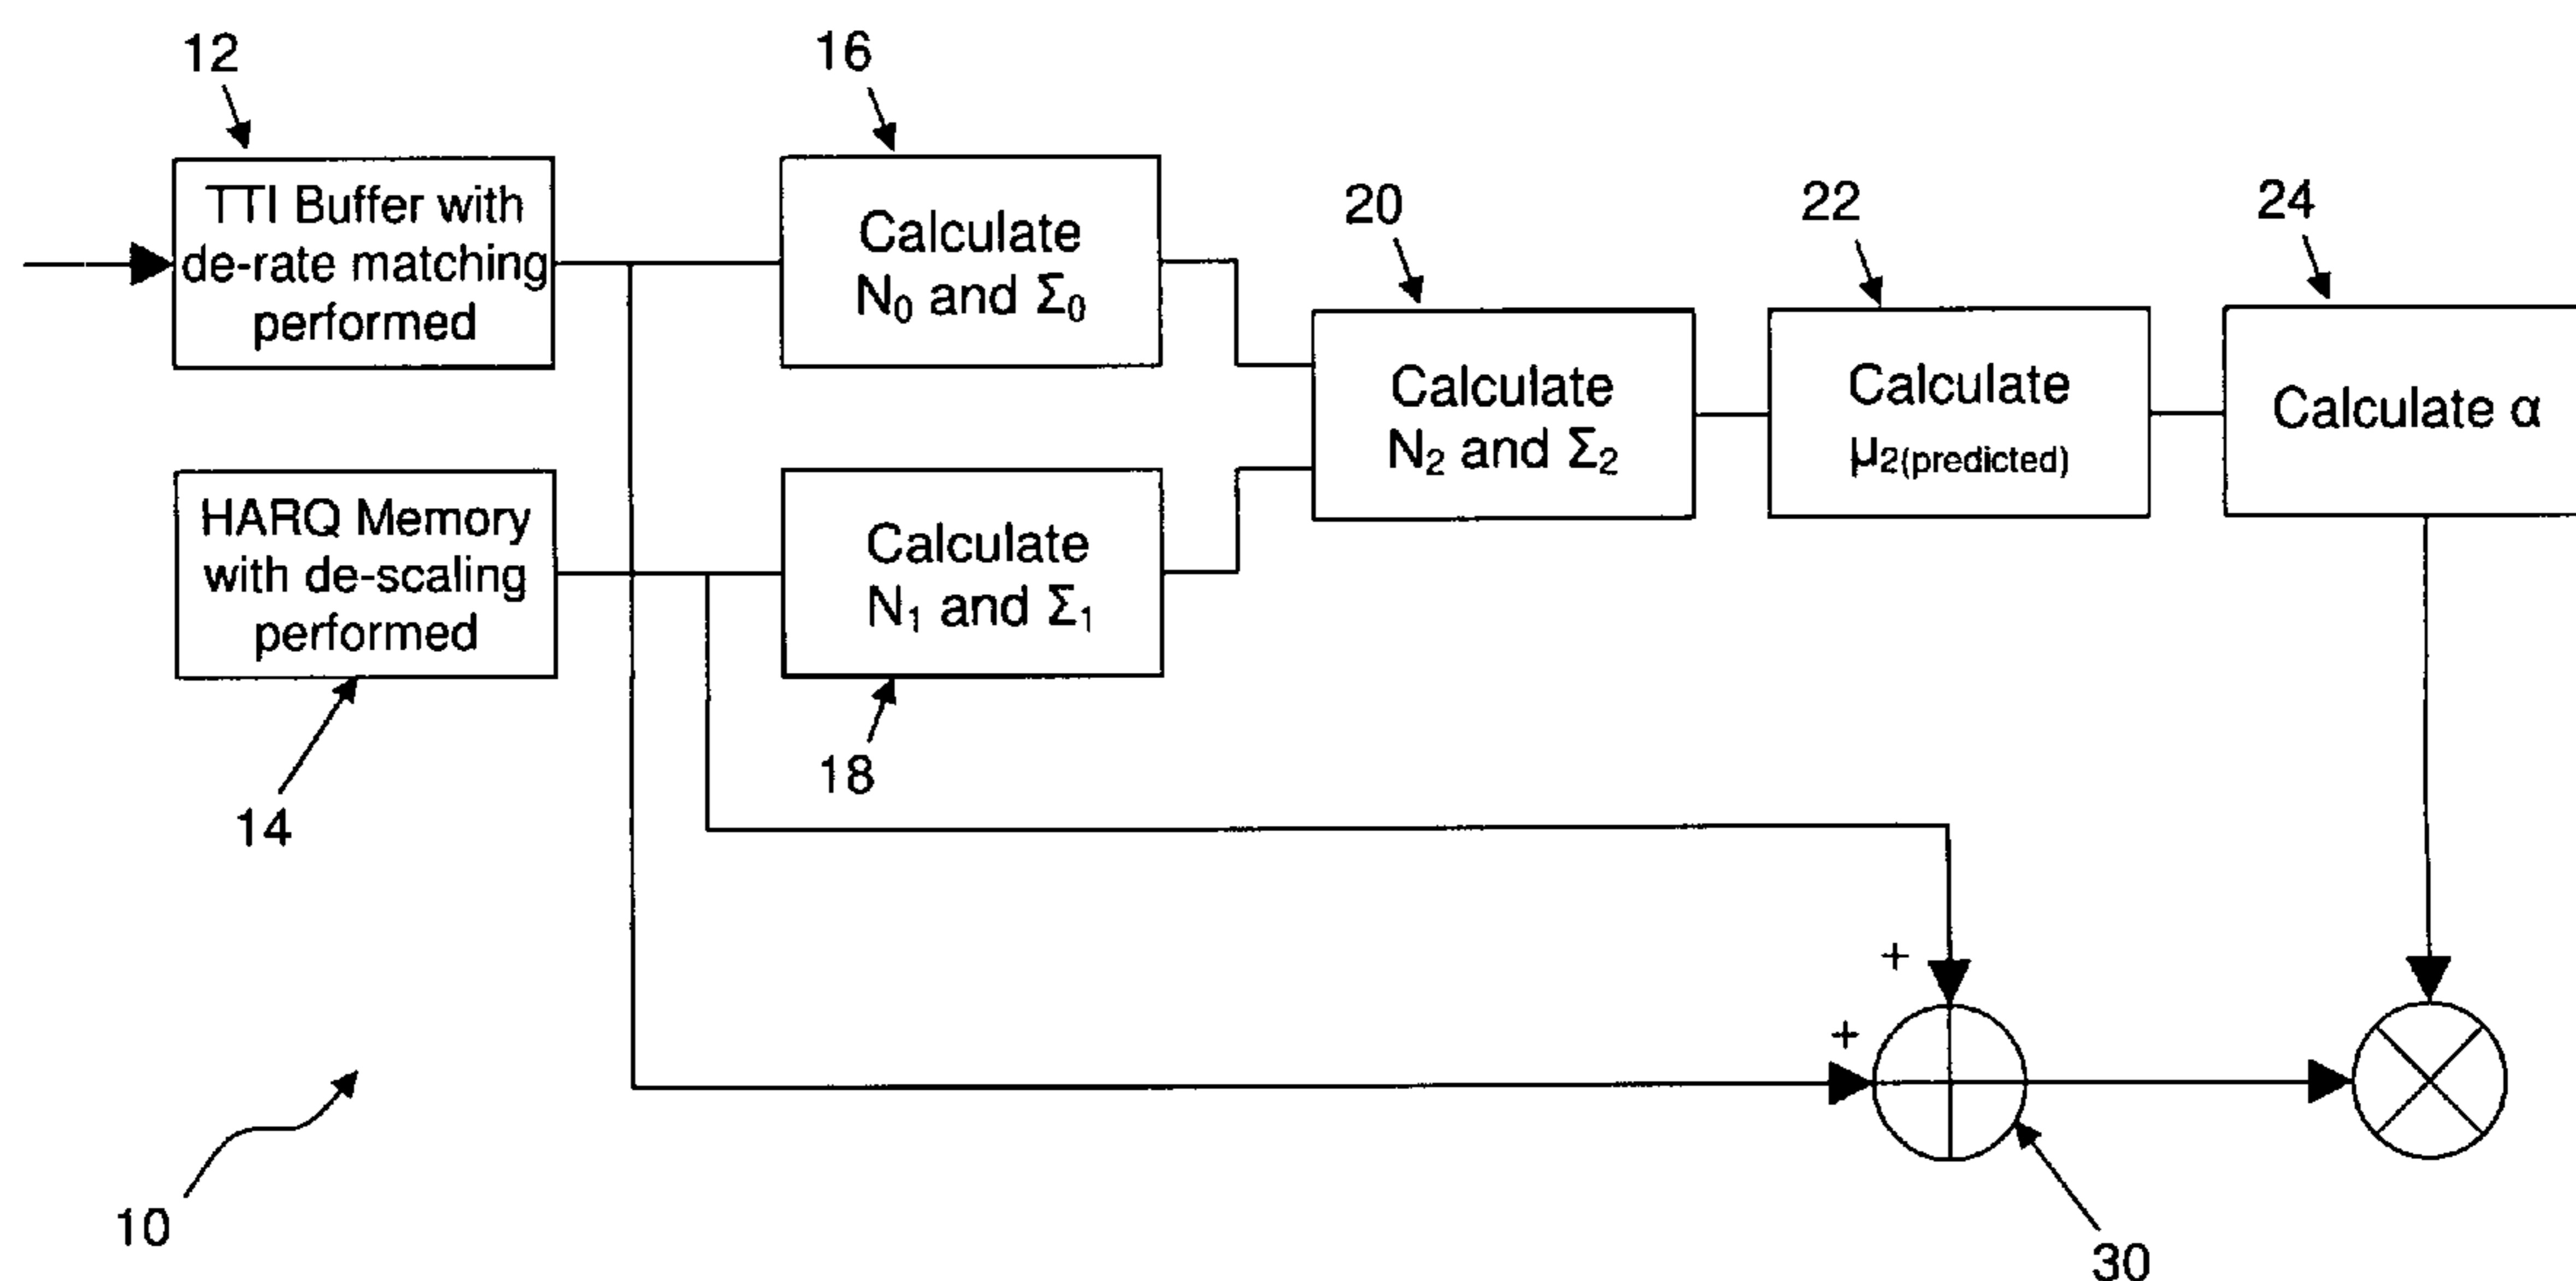 12
16
20
22
24
TTI Buffer with
de-rate matching
performed
Calculate
N₀ and Σ₀
Calculate
N₂ and Σ₂
Calculate
μ₂(predicted)
Calculate α
HARQ Memory
with de-scaling
performed
Calculate
N₁ and Σ₁
14
18
+
+
10
30